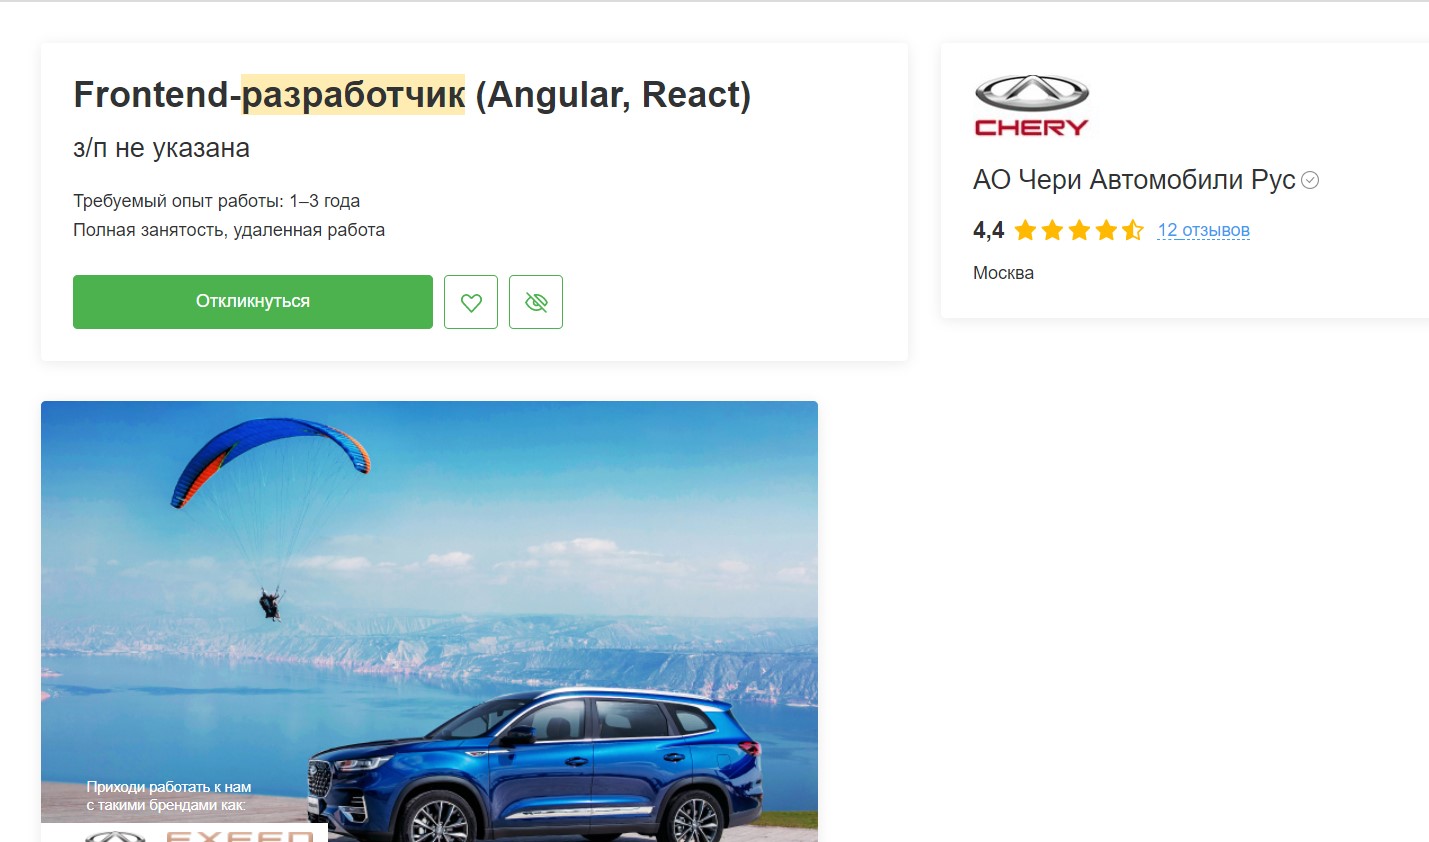 Frontend-разработчик (Angular, React)
з/п не указана
Требуемый опыт работы: 1–3 года
Полная занятость, удаленная работа
Откликнуться
CHERY
АО Чери Автомобили Рус
4,4 12 отзывов
Москва
Приходи работать к нам
с такими брендами как:
EXEED